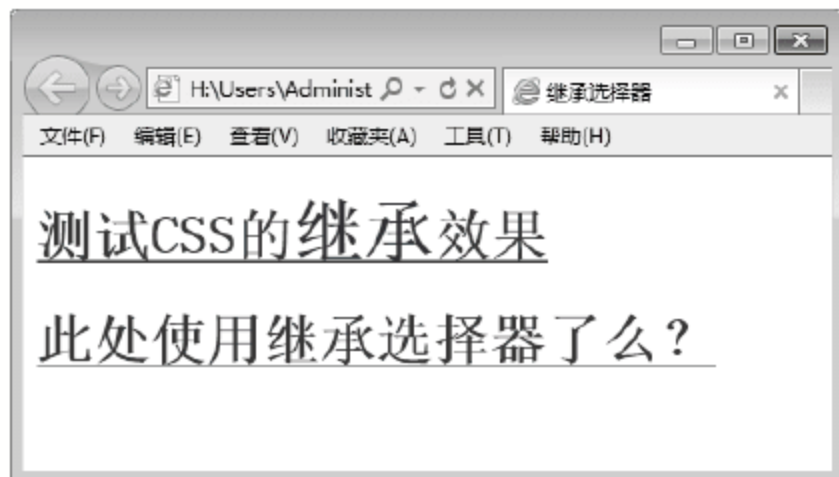 H:\Users\Administ
继承选择器
文件(F) 编辑(E) 查看(V) 收藏夹(A) 工具(T) 帮助(H)
测试CSS的继承效果
此处使用继承选择器了么？